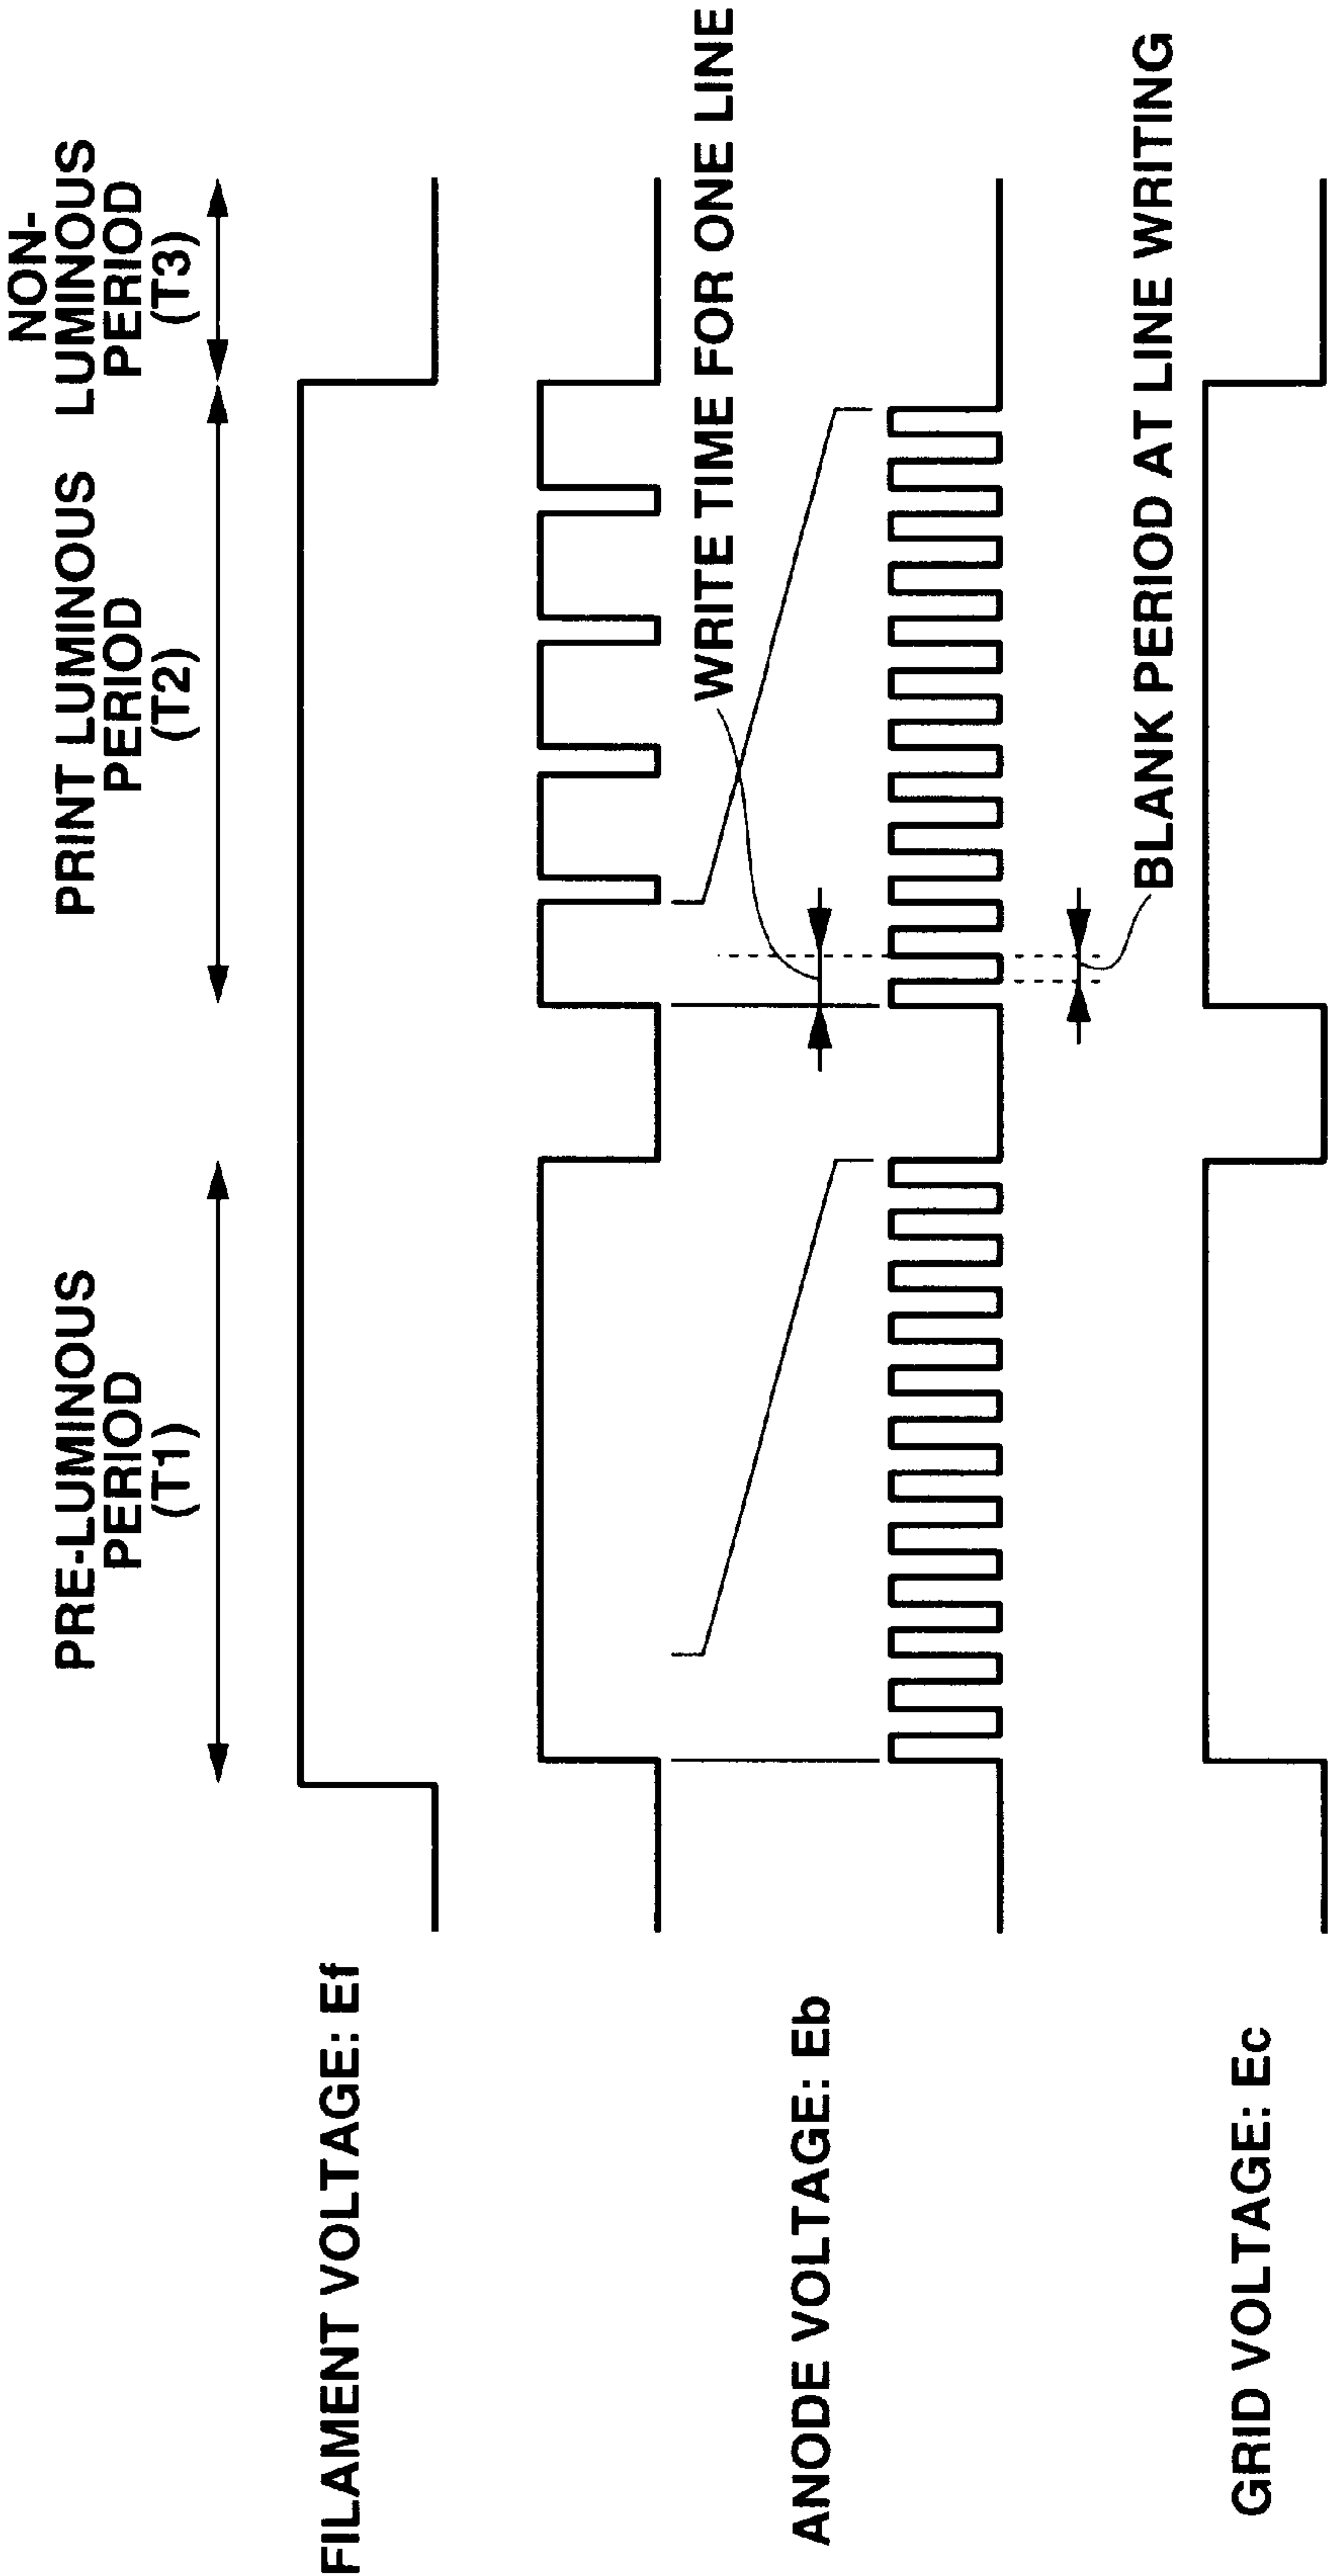 PRE-LUMINOUS
PERIOD
(T1)
PRINT LUMINOUS
PERIOD
(T2)
NON-
LUMINOUS
PERIOD
(T3)
FILAMENT VOLTAGE: Ef
WRITE TIME FOR ONE LINE
ANODE VOLTAGE: Eb
BLANK PERIOD AT LINE WRITING
GRID VOLTAGE: Ec